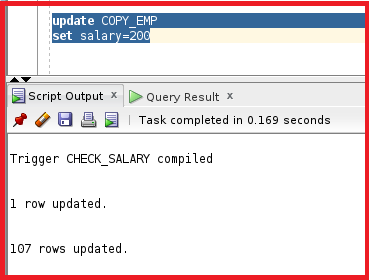 update COPY_EMP
set salary=200
Script Output x Query Result x
Task completed in 0.169 seconds
Trigger CHECK_SALARY compiled
1 row updated.
107 rows updated.